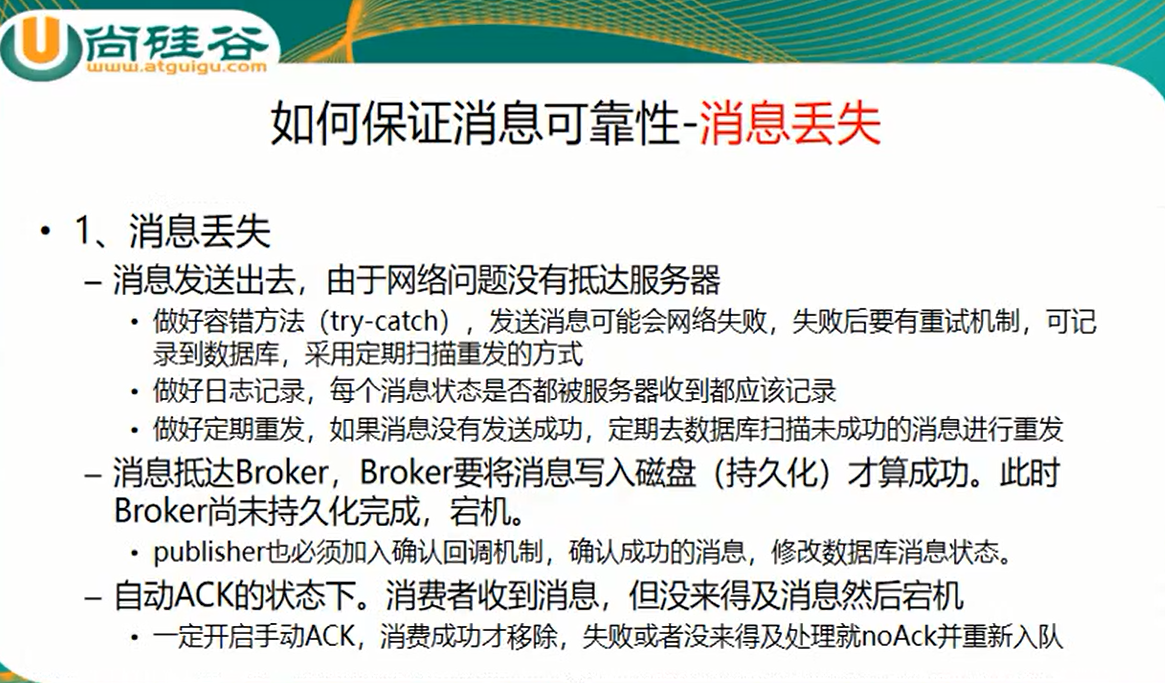 尚硅谷
www.atguigu.com
如何保证消息可靠性-消息丢失
• 1、消息丢失
– 消息发送出去，由于网络问题没有抵达服务器
• 做好容错方法（try-catch），发送消息可能会网络失败，失败后要有重试机制，可记
录到数据库，采用定期扫描重发的方式
• 做好日志记录，每个消息状态是否都被服务器收到都应该记录
• 做好定期重发，如果消息没有发送成功，定期去数据库扫描未成功的消息进行重发
– 消息抵达Broker，Broker要将消息写入磁盘（持久化）才算成功。此时
Broker尚未持久化完成，宕机。
• publisher也必须加入确认回调机制，确认成功的消息，修改数据库消息状态。
– 自动ACK的状态下。消费者收到消息，但没来得及消息然后宕机
• 一定开启手动ACK，消费成功才移除，失败或者没来得及处理就noAck并重新入队